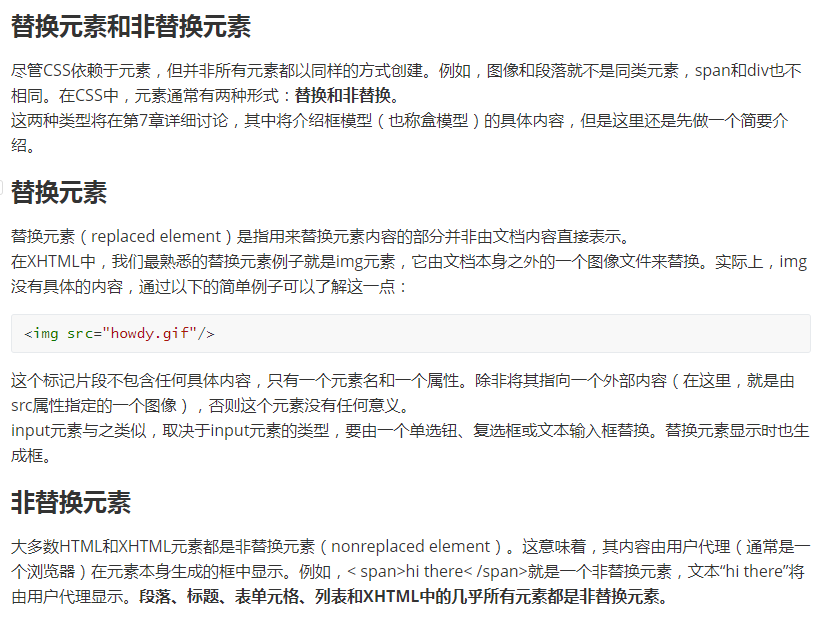 替换元素和非替换元素
尽管CSS依赖于元素，但并非所有元素都以同样的方式创建。例如，图像和段落就不是同类元素，span和div也不
相同。在CSS中，元素通常有两种形式：替换和非替换。
这两种类型将在第7章详细讨论，其中将介绍框模型（也称盒模型）的具体内容，但是这里还是先做一个简要介
绍。
替换元素
替换元素（replaced element）是指用来替换元素内容的部分并非由文档内容直接表示。
在XHTML中，我们最熟悉的替换元素例子就是img元素，它由文档本身之外的一个图像文件来替换。实际上，img
没有具体的内容，通过以下的简单例子可以了解这一点：
<img src="howdy.gif"/>
这个标记片段不包含任何具体内容，只有一个元素名和一个属性。除非将其指向一个外部内容（在这里，就是由
src属性指定的一个图像），否则这个元素没有任何意义。
input元素与之类似，取决于input元素的类型，要由一个单选钮、复选框或文本输入框替换。替换元素显示时也生
成框。
非替换元素
大多数HTML和XHTML元素都是非替换元素（nonreplaced element）。这意味着，其内容由用户代理（通常是一
个浏览器）在元素本身生成的框中显示。例如，< span>hi there< /span>就是一个非替换元素，文本“hi there”将
由用户代理显示。段落、标题、表单元格、列表和XHTML中的几乎所有元素都是非替换元素。